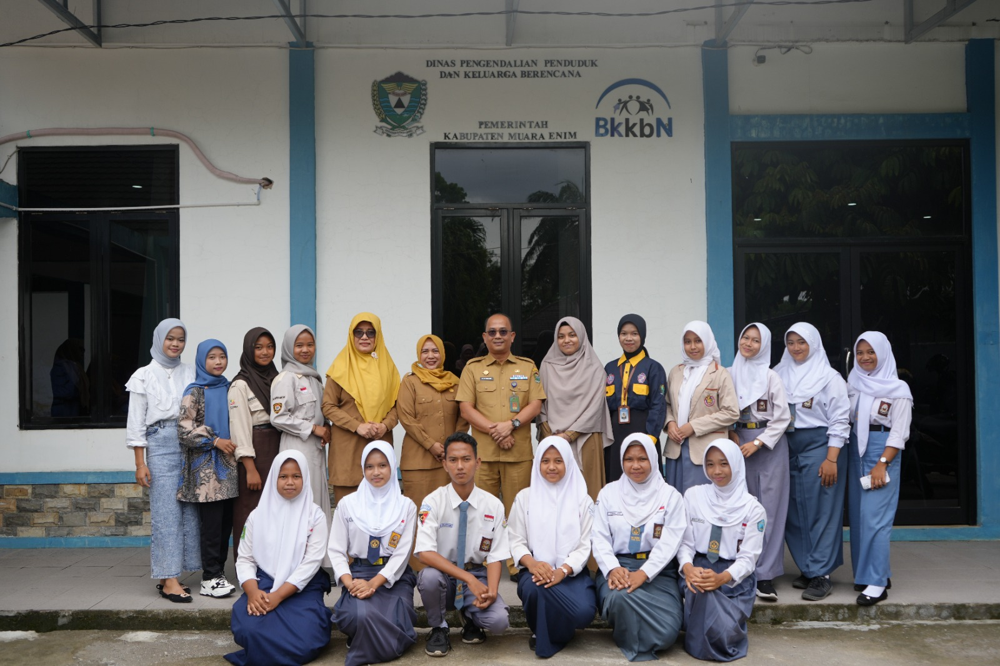 DINAS PENGENDALIAN PENDUDUK
DAN KELUARGA BERENCANA
PEMERINTAH
KABUPATEN MUARA ENIM
BkkbN